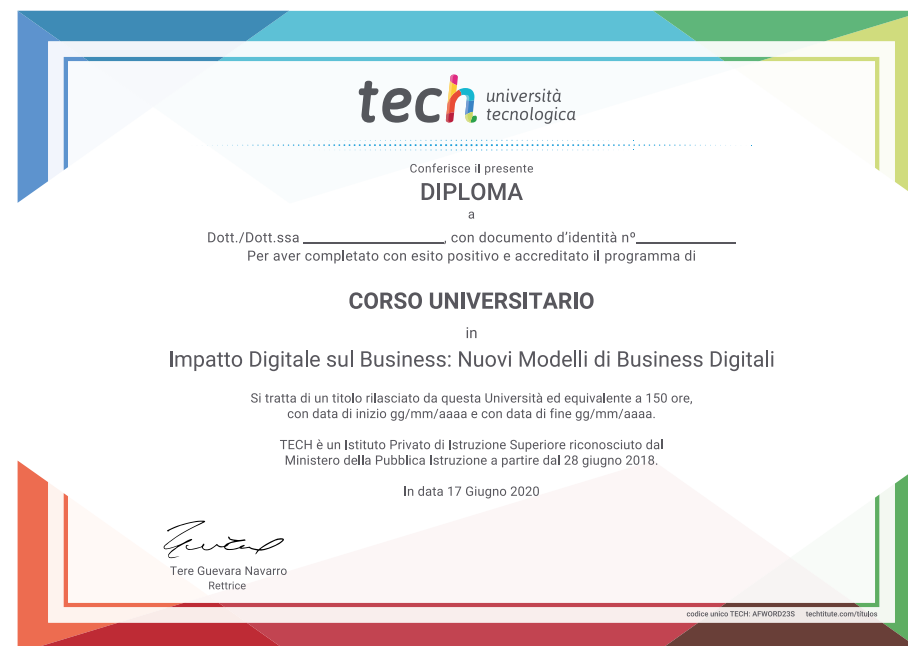 tech università
tecnologica
Conferisce il presente
DIPLOMA
a
Dott./Dott.ssa ____________________, con documento d'identità nº______________
Per aver completato con esito positivo e accreditato il programma di
CORSO UNIVERSITARIO
in
Impatto Digitale sul Business: Nuovi Modelli di Business Digitali
Si tratta di un titolo rilasciato da questa Università ed equivalente a 150 ore,
con data di inizio gg/mm/aaaa e con data di fine gg/mm/aaaa.
TECH è un Istituto Privato di Istruzione Superiore riconosciuto dal
Ministero della Pubblica Istruzione a partire dal 28 giugno 2018.
In data 17 Giugno 2020
Tere Guevara Navarro
Rettrice
codice unico TECH: AFWORD23S techtitute.com/titulos